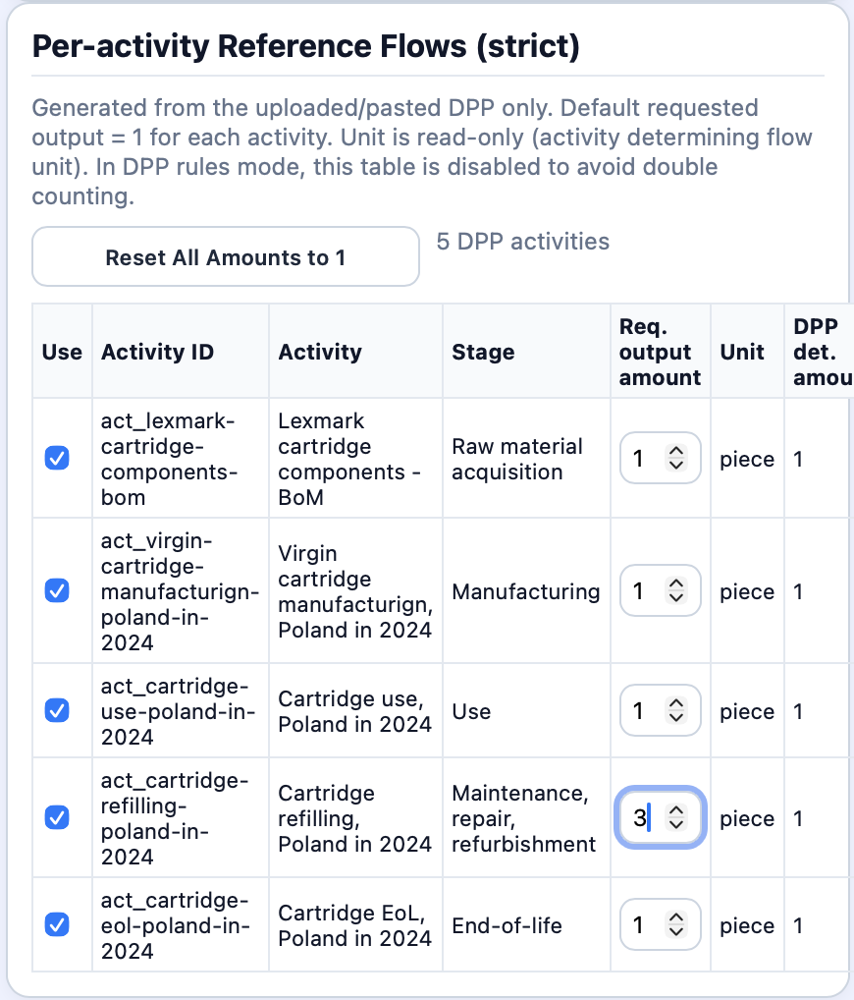 Per-activity Reference Flows (strict)
Generated from the uploaded/pasted DPP only. Default requested
output = 1 for each activity. Unit is read-only (activity determining flow
unit). In DPP rules mode, this table is disabled to avoid double
counting.
Reset All Amounts to 1
5 DPP activities
Use
Activity ID
Activity
Stage
Req.
output
amount
Unit
DPP
det.
amou
act_lexmark-
cartridge-
components-
bom
Lexmark
cartridge
components -
BoM
Raw material
acquisition
1
piece
1
act_virgin-
cartridge-
manufacturign-
poland-in-
2024
Virgin
cartridge
manufacturign,
Poland in 2024
Manufacturing
1
piece
1
act_cartridge-
use-poland-in-
2024
Cartridge use,
Poland in 2024
Use
1
piece
1
act_cartridge-
refilling-
poland-in-
2024
Cartridge
refilling,
Poland in 2024
Maintenance,
repair,
refurbishment
3
piece
1
act_cartridge-
eol-poland-in-
2024
Cartridge EoL,
Poland in 2024
End-of-life
1
piece
1